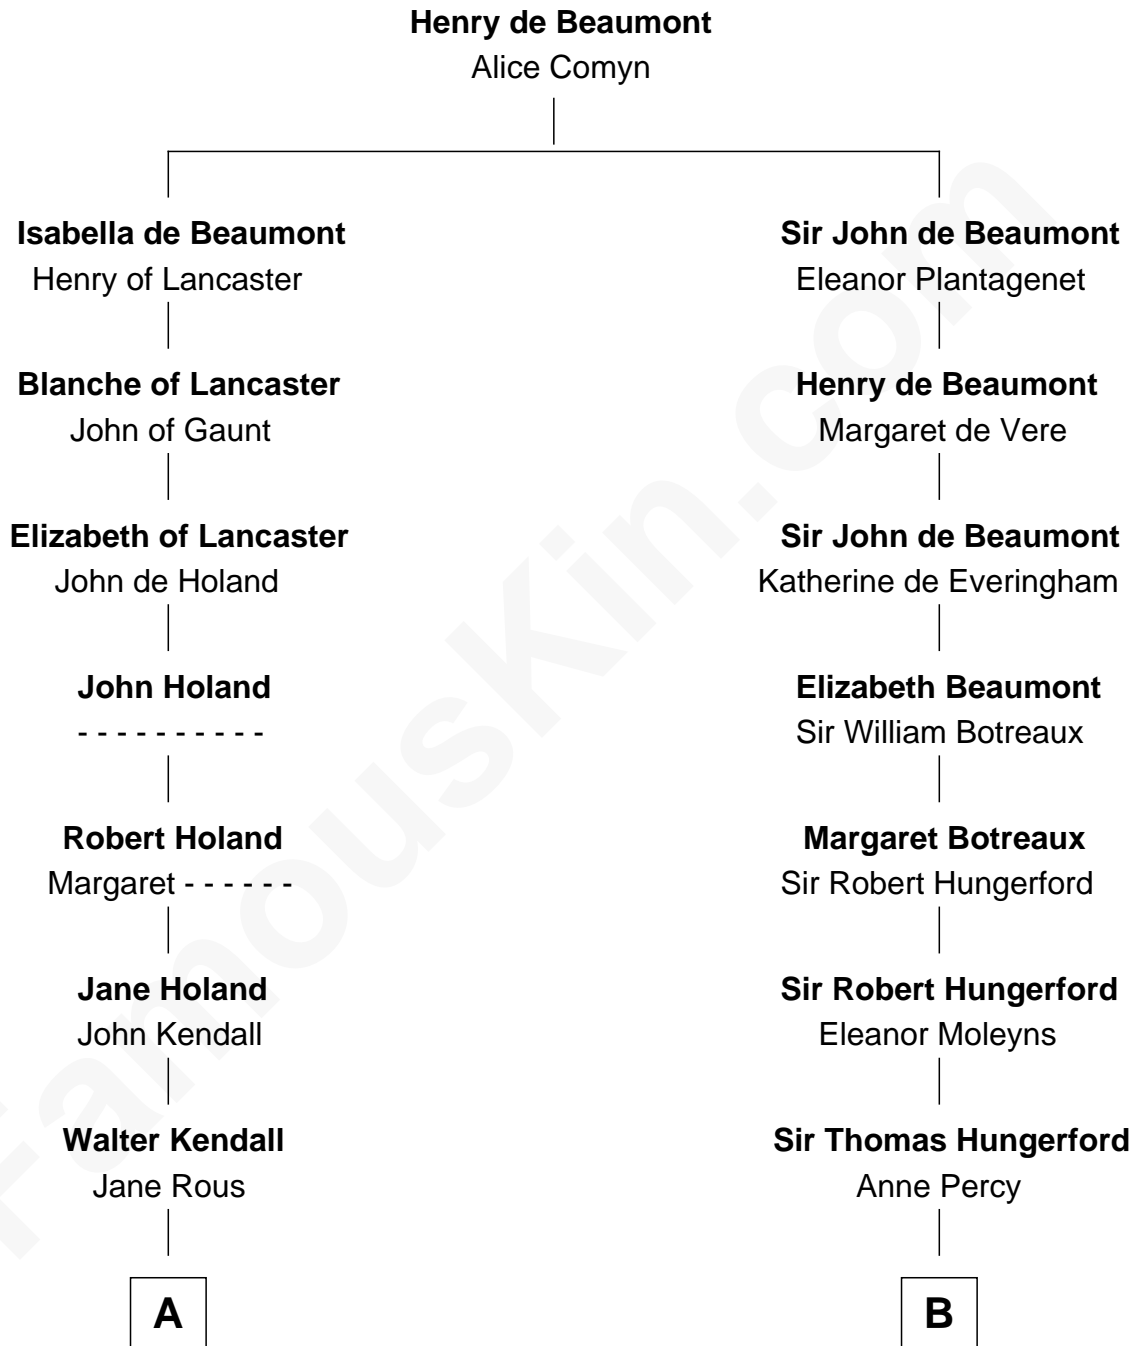 Henry de Beaumont
Alice Comyn
Isabella de Beaumont
Henry of Lancaster
Sir John de Beaumont
Eleanor Plantagenet
Blanche of Lancaster
John of Gaunt
Henry de Beaumont
Margaret de Vere
Elizabeth of Lancaster
John de Holand
Sir John de Beaumont
Katherine de Everingham
John Holand
- - - - - - - - - -
Elizabeth Beaumont
Sir William Botreaux
Robert Holand
Margaret - - - - - -
Margaret Botreaux
Sir Robert Hungerford
Jane Holand
John Kendall
Sir Robert Hungerford
Eleanor Moleyns
Walter Kendall
Jane Rous
Sir Thomas Hungerford
Anne Percy
A
B
FamousKin.com